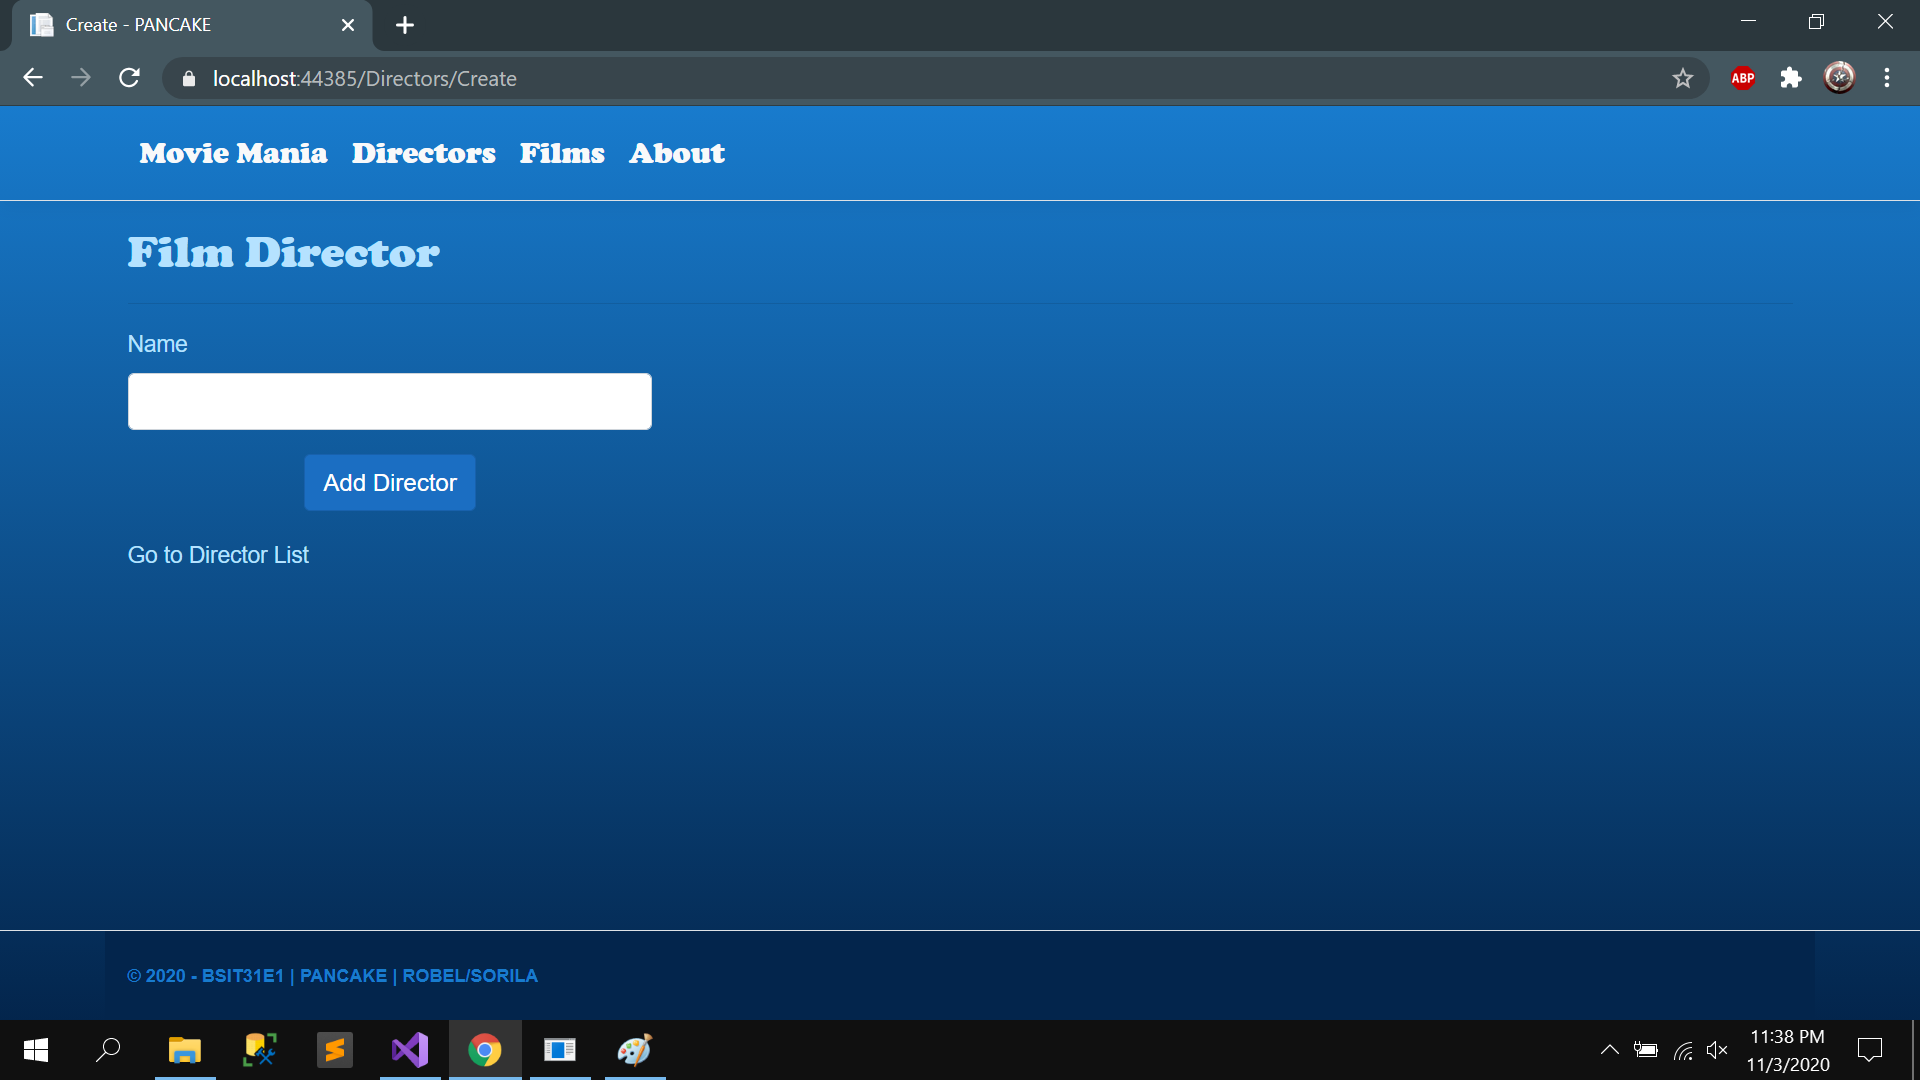 Create - PANCAKE
localhost:44385/Directors/Create
ABP
Movie Mania Directors Films About
Film Director
Name
Add Director
Go to Director List
© 2020 - BSIT31E1 | PANCAKE | ROBEL/SORILA
11:38 PM
11/3/2020